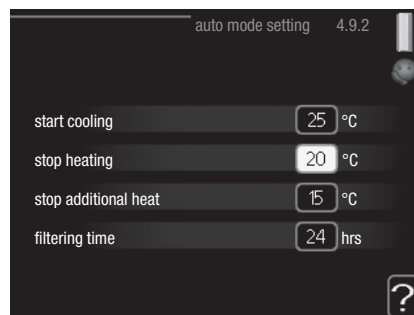 auto mode setting 4.9.2
start cooling 25 °C
stop heating 20 °C
stop additional heat 15 °C
filtering time 24 hrs
?